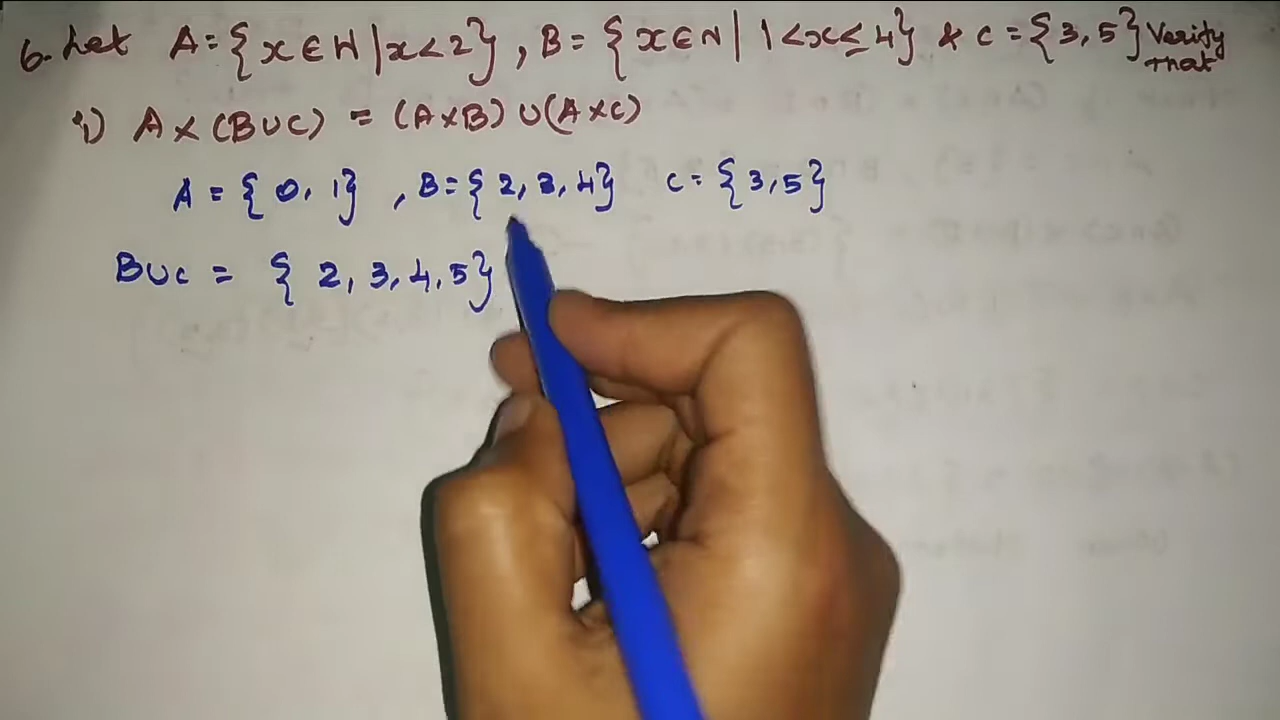 6. Let A = {x ∈ W | x < 2}, B = {x ∈ N | 1 < x ≤ 4} & C = {3, 5} Verify that
i) A × (B ∪ C) = (A × B) ∪ (A × C)
A = {0, 1}, B = {2, 3, 4} C = {3, 5}
B ∪ C = {2, 3, 4, 5}